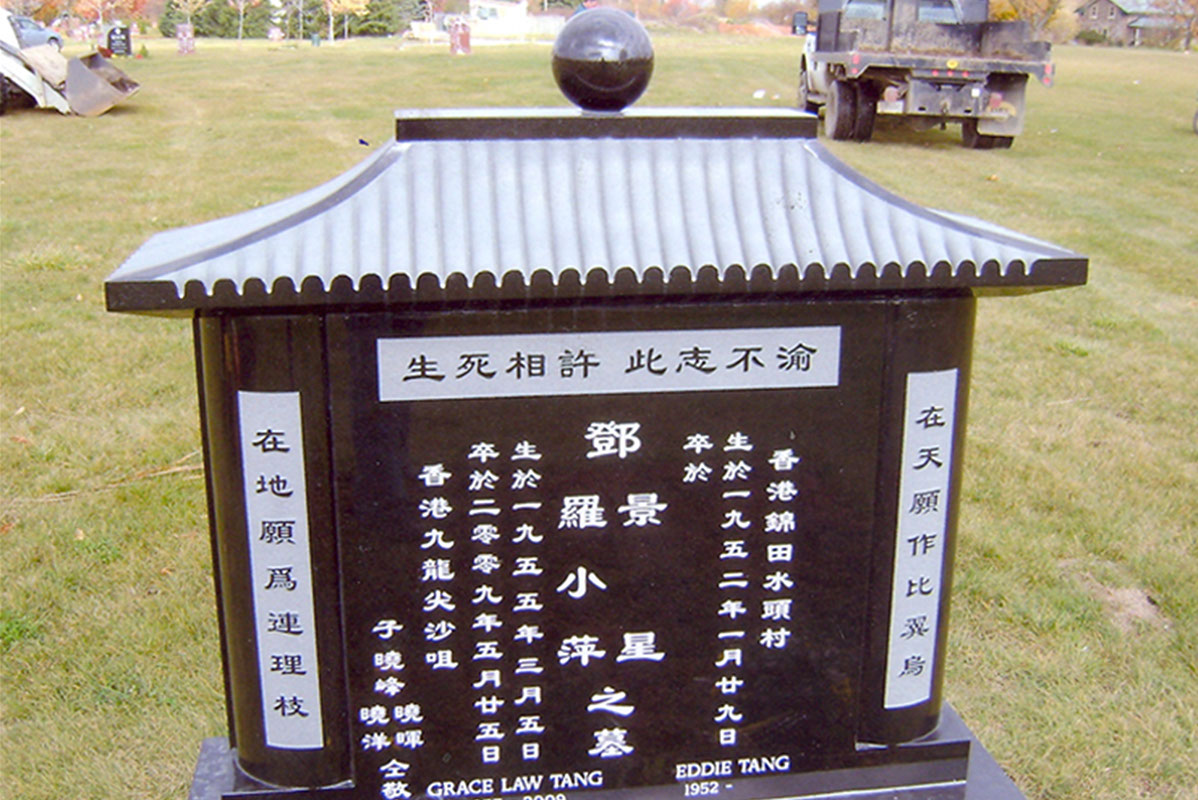 生死相許 此志不渝
在天願作比翼鳥
香港錦田水頭村
生於一九五二年一月廿九日
卒於
鄧
景星
羅小萍
之墓
生於一九五五年三月五日
卒於二零零九年五月廿五日
香港九龍尖沙咀
子曉峰
曉暉
曉洋
仝敬
在地願爲連理枝
GRACE LAW TANG
EDDIE TANG
1952 -